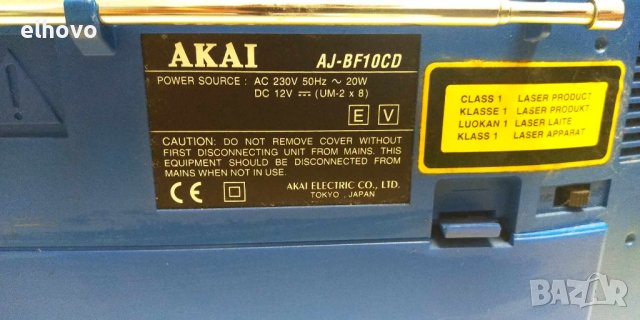 elhovo
AKAI AJ-BF10CD
POWER SOURCE : AC 230V 50Hz ~ 20W
DC 12V ⎓ (UM-2 x 8)
E V
CAUTION: DO NOT REMOVE COVER WITHOUT
FIRST DISCONNECTING UNIT FROM MAINS. THIS
EQUIPMENT SHOULD BE DISCONNECTED FROM
MAINS WHEN NOT IN USE.
CE
AKAI ELECTRIC CO., LTD.
TOKYO, JAPAN
CLASS 1 LASER PRODUCT
KLASSE 1 LASER PRODUKT
LUOKAN 1 LASER LAITE
KLASS 1 LASER APPARAT
bazar